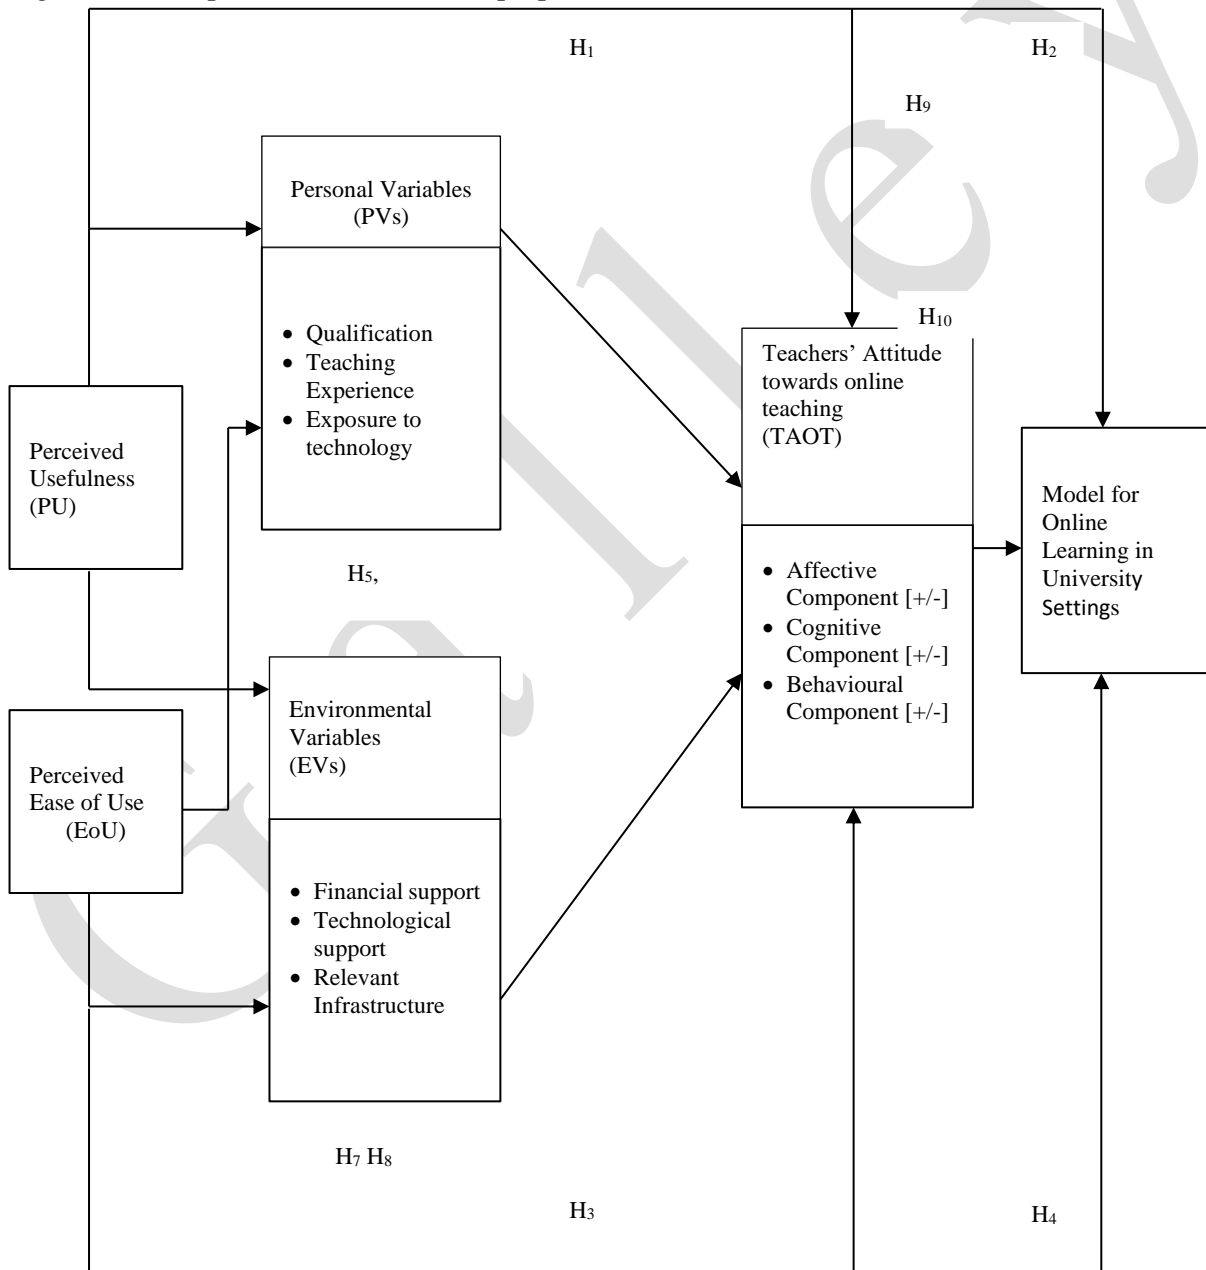 H1
H2
H9
Personal Variables
(PVs)
• Qualification
• Teaching
Experience
• Exposure to
technology
H10
Teachers’ Attitude
towards online
teaching
(TAOT)
Perceived
Usefulness
(PU)
Model for
Online
Learning in
University
Settings
H5,
• Affective
Component [+/-]
• Cognitive
Component [+/-]
• Behavioural
Component [+/-]
Environmental
Variables
(EVs)
Perceived
Ease of Use
(EoU)
• Financial support
• Technological
support
• Relevant
Infrastructure
H7 H8
H3
H4
Galley